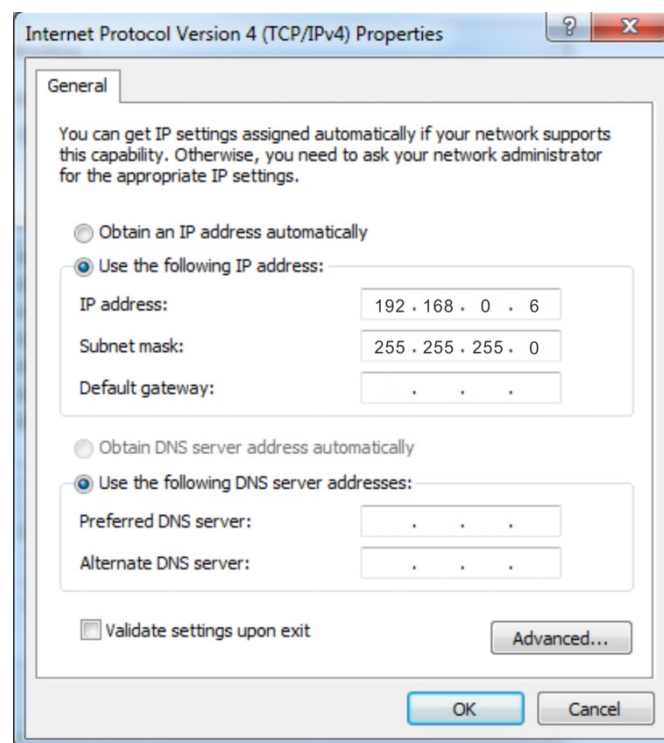 Internet Protocol Version 4 (TCP/IPv4) Properties
?
X
General
You can get IP settings assigned automatically if your network supports
this capability. Otherwise, you need to ask your network administrator
for the appropriate IP settings.
Obtain an IP address automatically
Use the following IP address:
IP address: 192 . 168 . 0 . 6
Subnet mask: 255 . 255 . 255 . 0
Default gateway: . . .
Obtain DNS server address automatically
Use the following DNS server addresses:
Preferred DNS server: . . .
Alternate DNS server: . . .
Validate settings upon exit
Advanced...
OK Cancel